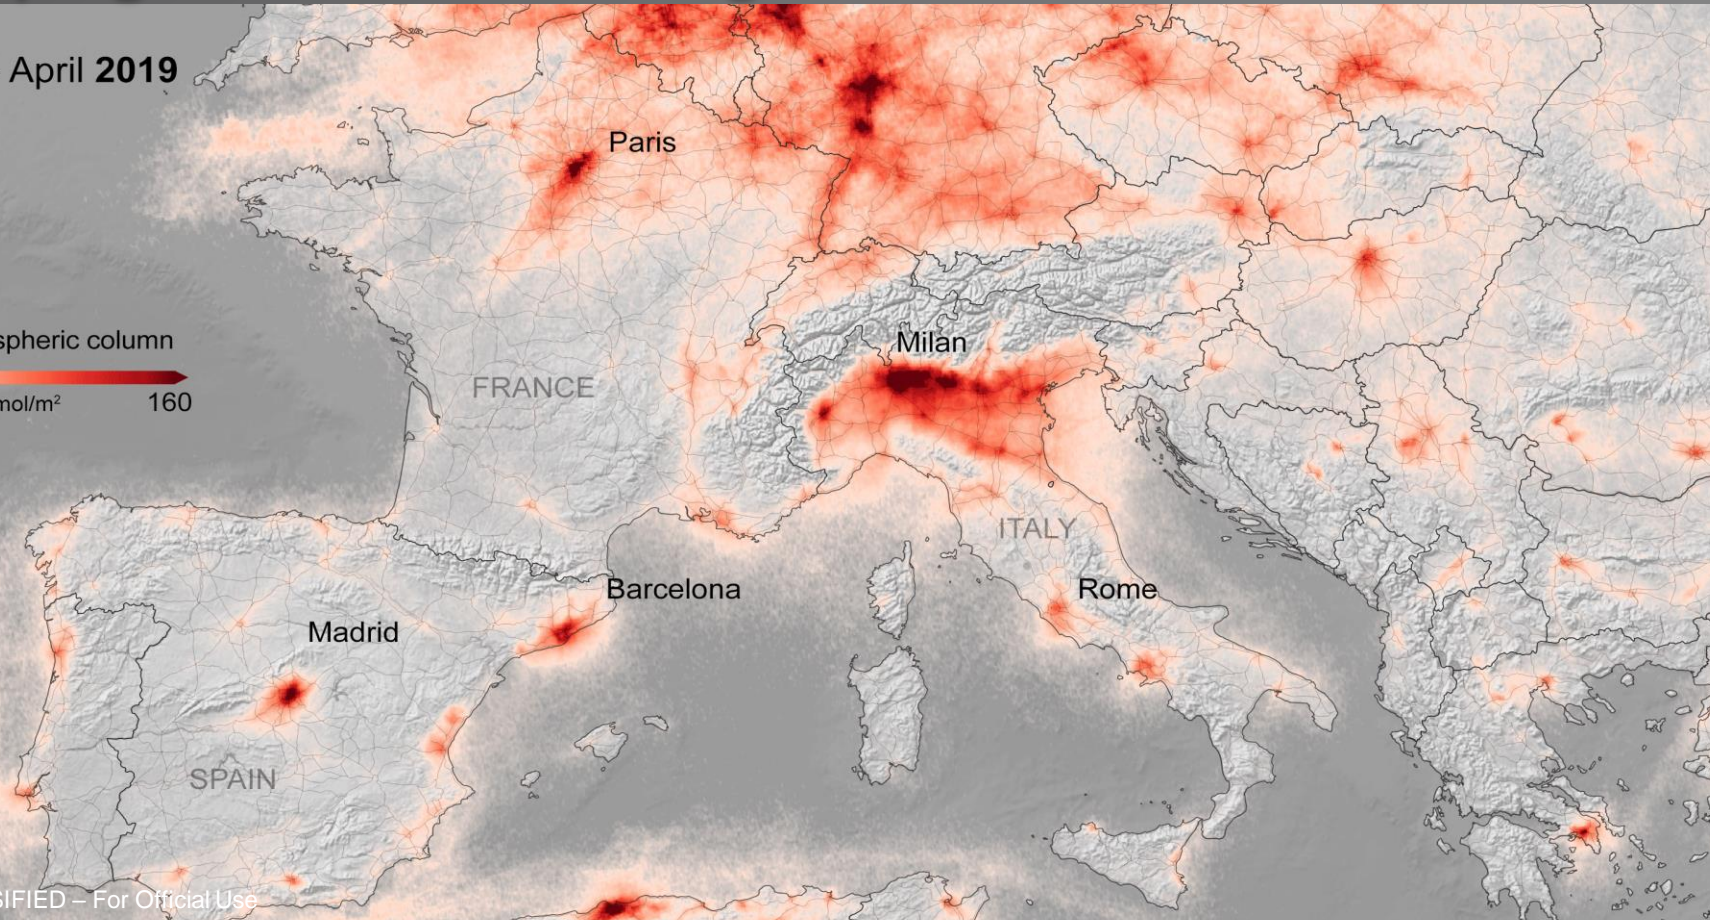 April 2019
Paris
spheric column
mol/m²
160
Milan
FRANCE
ITALY
Barcelona
Rome
Madrid
SPAIN
SIFIED – For Official Use